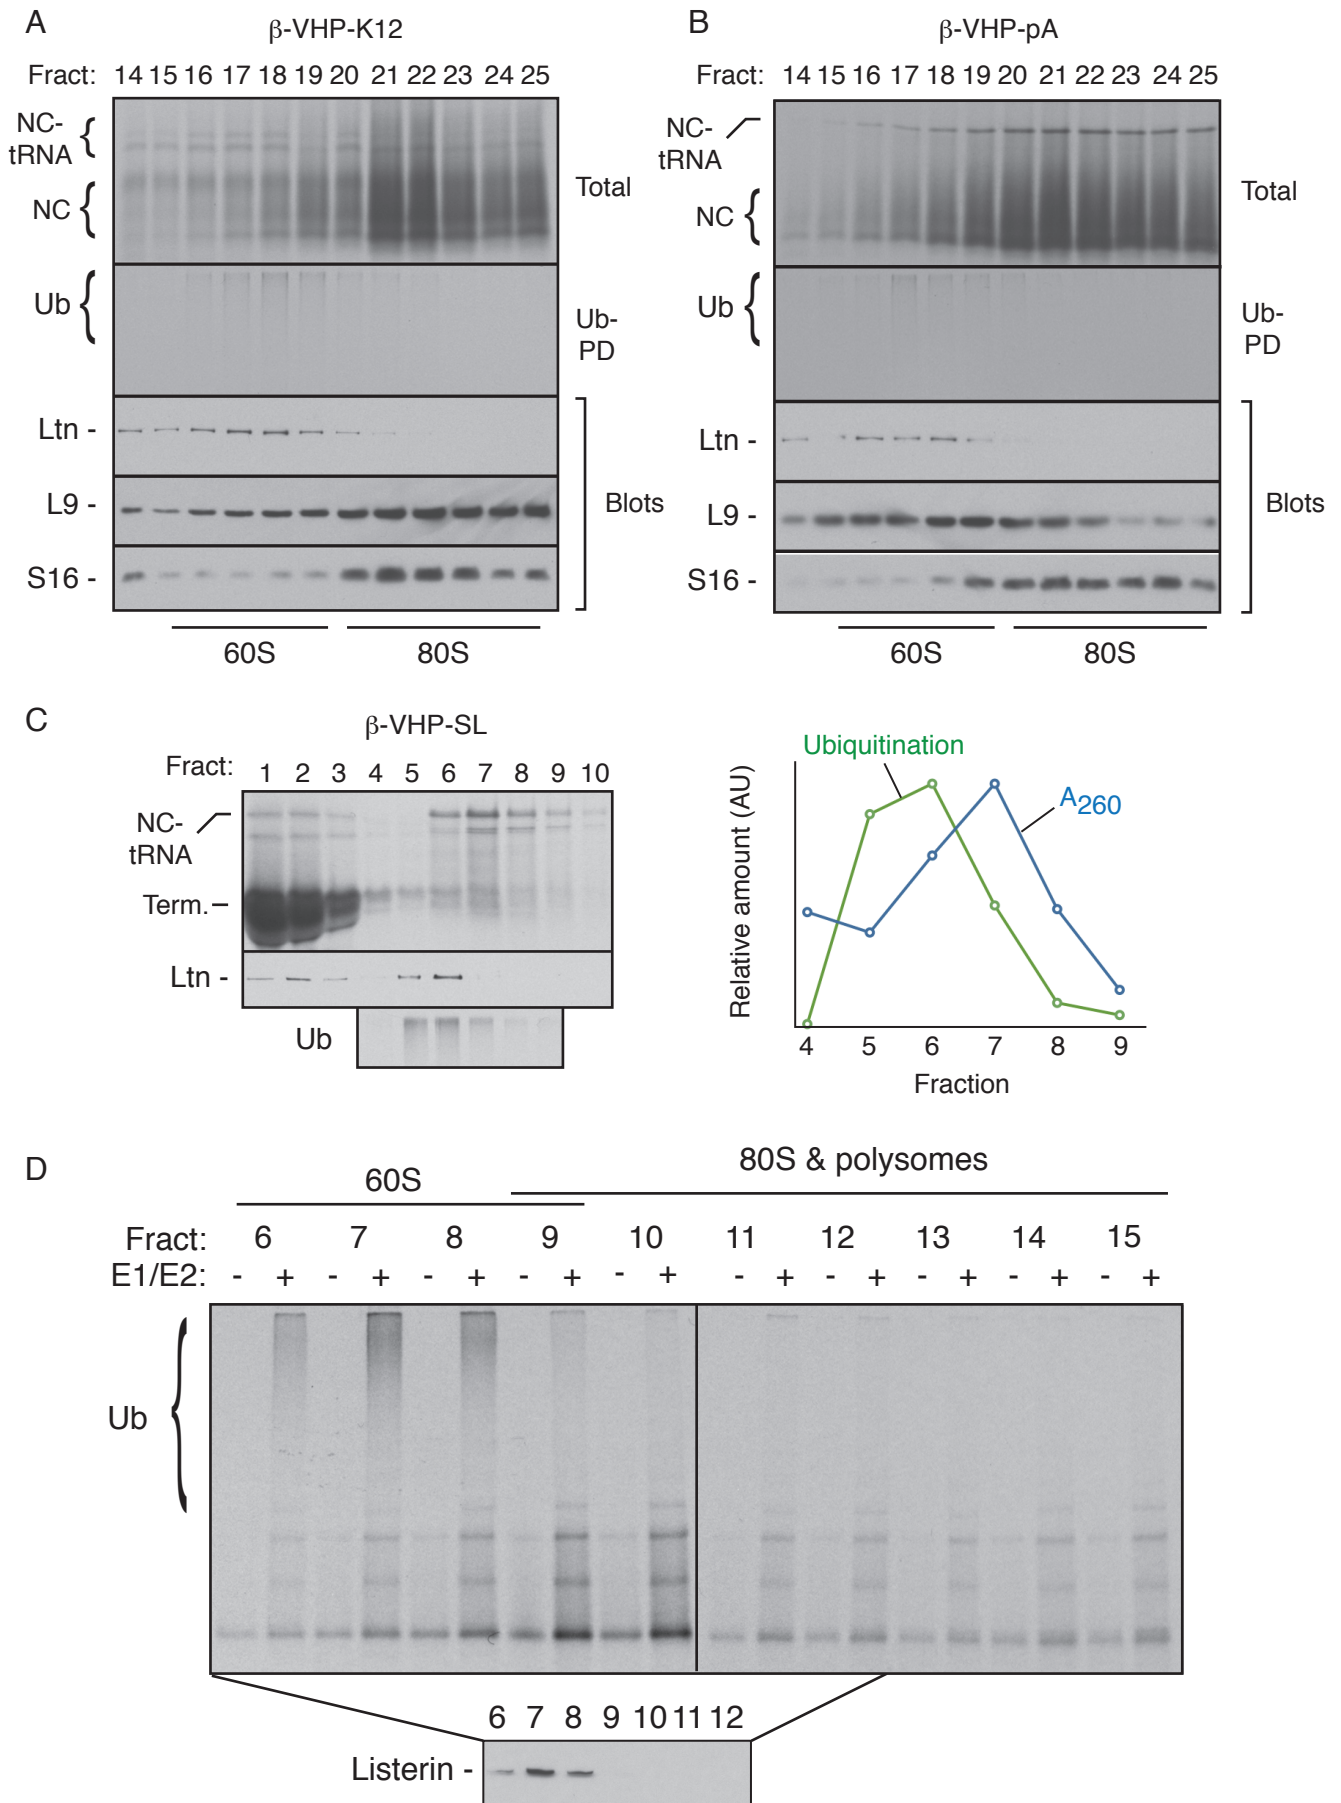 A
β-VHP-K12
Fract: 14 15 16 17 18 19 20 21 22 23 24 25
NC-
tRNA
NC
Total
Ub
Ub-
PD
Ltn -
L9 -
S16 -
Blots
60S 80S
B
β-VHP-pA
Fract: 14 15 16 17 18 19 20 21 22 23 24 25
NC-
tRNA
NC
Total
Ub
Ub-
PD
Ltn -
L9 -
S16 -
Blots
60S 80S
C
β-VHP-SL
Fract: 1 2 3 4 5 6 7 8 9 10
NC-
tRNA
Term.
Ltn -
Ub
Ubiquitination
A260
Relative amount (AU)
4 5 6 7 8 9
Fraction
D
60S
80S & polysomes
Fract: 6 7 8 9 10 11 12 13 14 15
E1/E2: - + - + - + - + - + - + - + - + - + - +
Ub
6 7 8 9 10 11 12
Listerin -